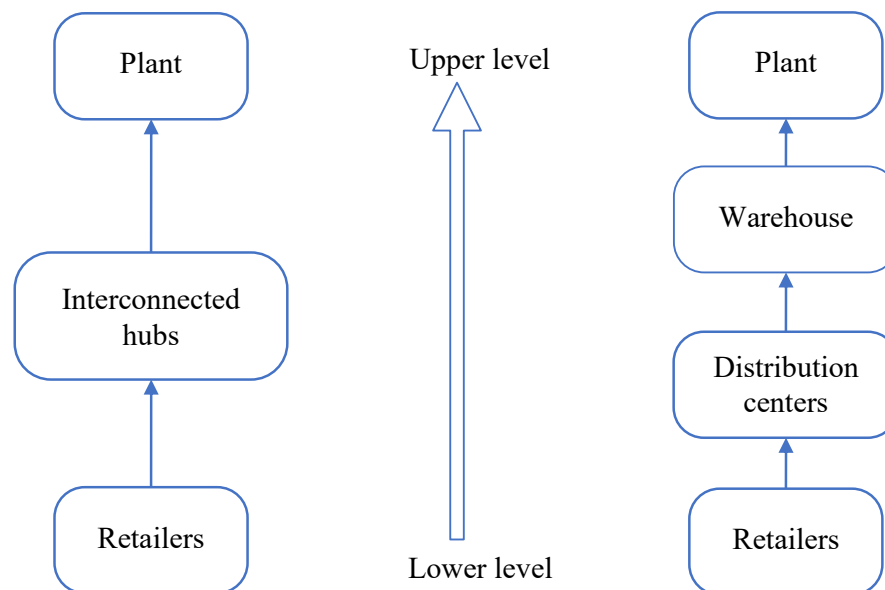 Plant
Interconnected
hubs
Retailers
Upper level
Lower level
Plant
Warehouse
Distribution
centers
Retailers